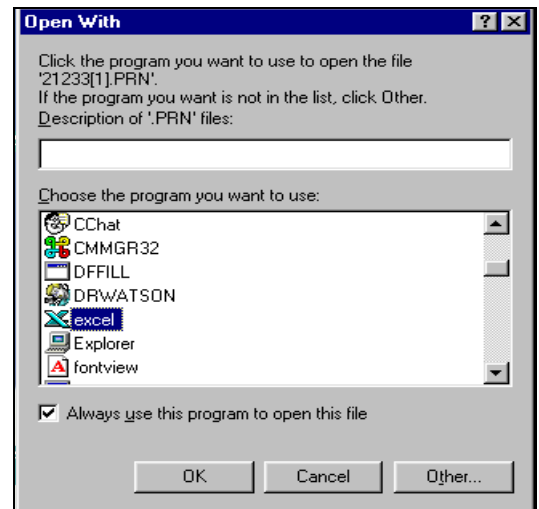 Open With
Click the program you want to use to open the file
'21233[1].PRN'.
If the program you want is not in the list, click Other.
Description of '.PRN' files:
Choose the program you want to use:
CChat
CMMGR32
DFFILL
DRWATSON
excel
Explorer
fontview
Always use this program to open this file
OK
Cancel
Other...